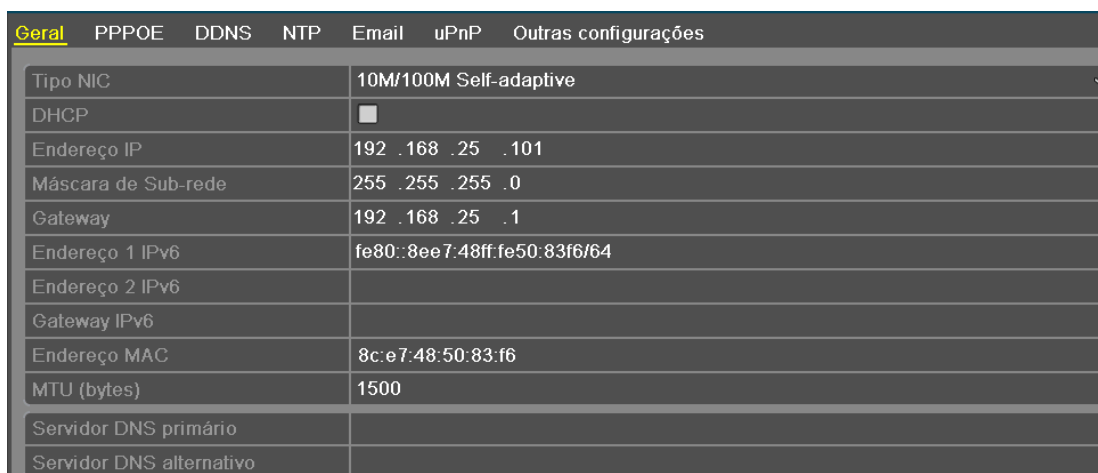 Geral PPPOE DDNS NTP Email uPnP Outras configurações
Tipo NIC 10M/100M Self-adaptive
DHCP
Endereço IP 192 .168 .25 .101
Máscara de Sub-rede 255 .255 .255 .0
Gateway 192 .168 .25 .1
Endereço 1 IPv6 fe80::8ee7:48ff:fe50:83f6/64
Endereço 2 IPv6
Gateway IPv6
Endereço MAC 8c:e7:48:50:83:f6
MTU (bytes) 1500
Servidor DNS primário
Servidor DNS alternativo